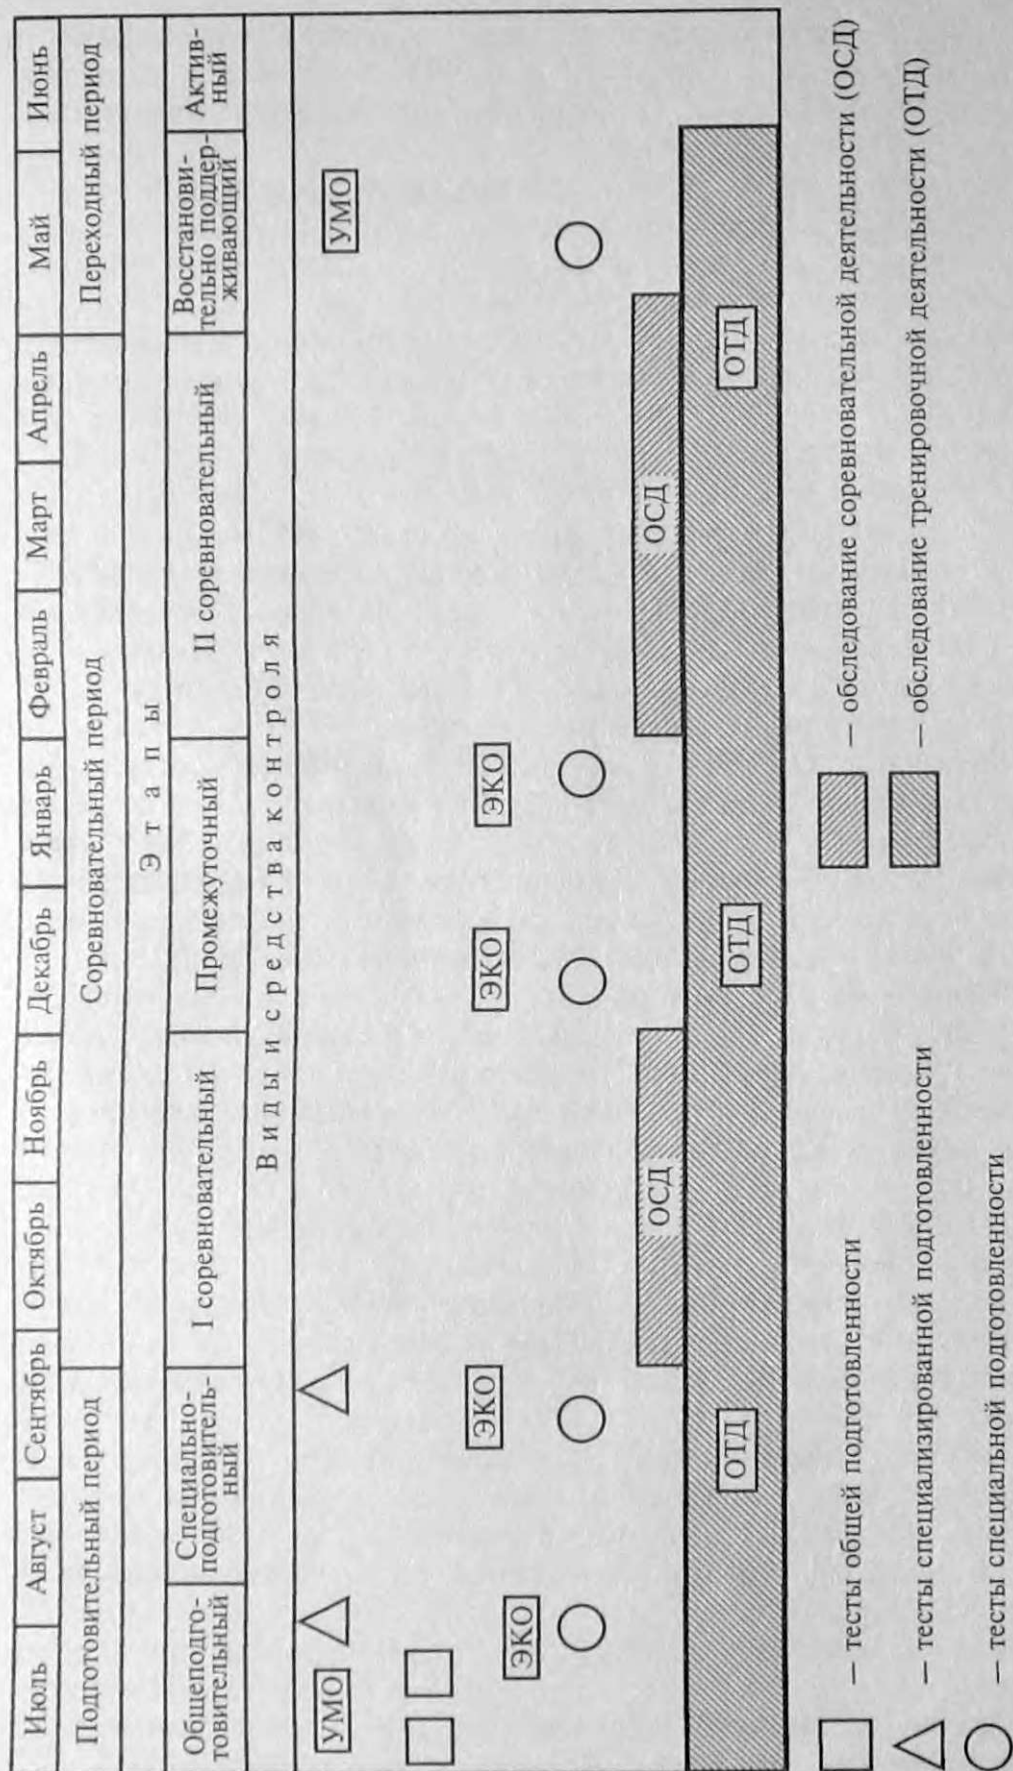 Июль Август Сентябрь Октябрь Ноябрь Декабрь Январь Февраль Март Апрель Май Июнь
Подготовительный период Соревновательный период Переходный период
Этапы
Общеподго-
товительный
Специально-
подготовитель-
ный
I соревновательный
Промежуточный
II соревновательный
Восстанови-
тельно поддер-
живающий
Актив-
ный
Виды и средства контроля
УМО УМО
ЭКО ЭКО ЭКО ЭКО
ОСД ОСД
ОТД ОТД ОТД
— тесты общей подготовленности
— тесты специализированной подготовленности
— тесты специальной подготовленности
— обследование соревновательной деятельности (ОСД)
— обследование тренировочной деятельности (ОТД)